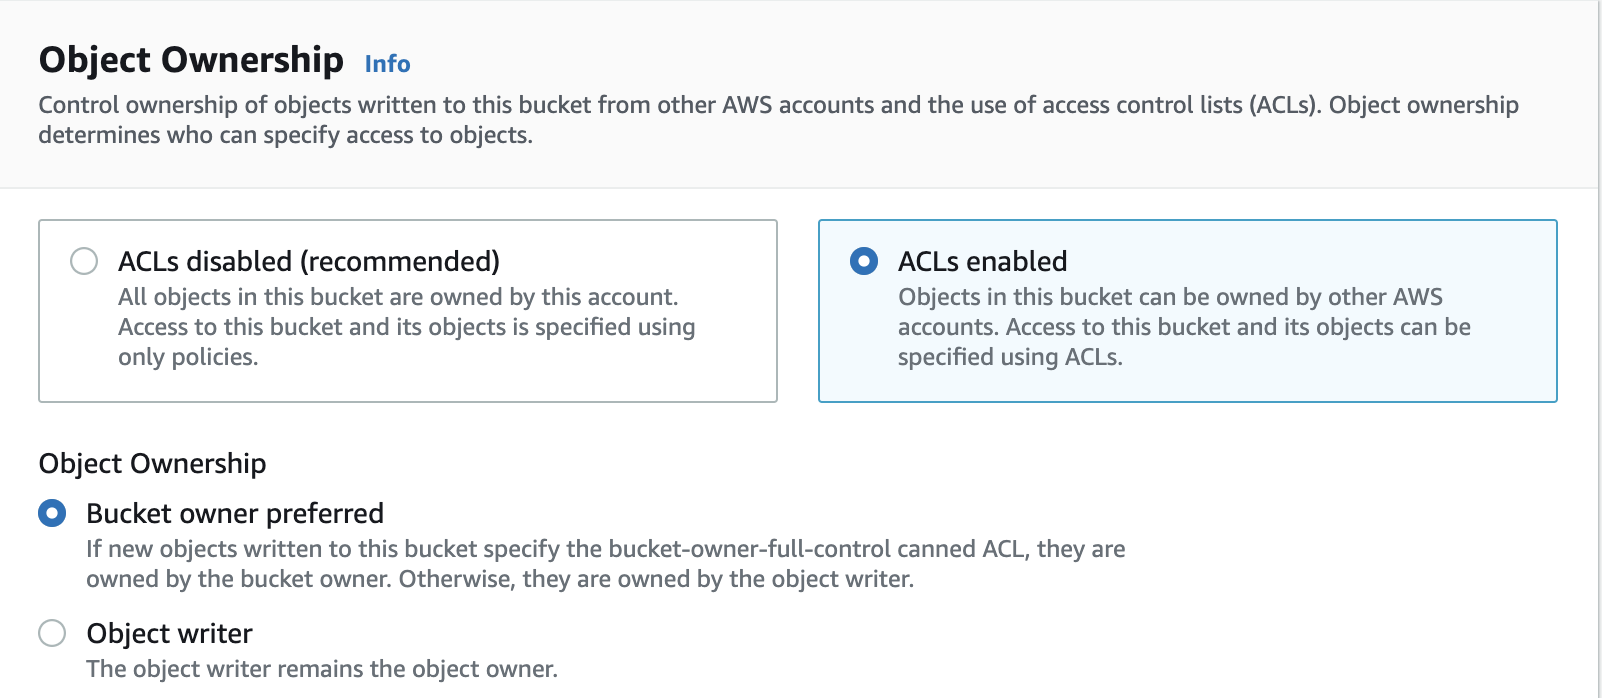 Object Ownership Info
Control ownership of objects written to this bucket from other AWS accounts and the use of access control lists (ACLs). Object ownership
determines who can specify access to objects.
ACLs disabled (recommended)
All objects in this bucket are owned by this account.
Access to this bucket and its objects is specified using
only policies.
ACLs enabled
Objects in this bucket can be owned by other AWS
accounts. Access to this bucket and its objects can be
specified using ACLs.
Object Ownership
Bucket owner preferred
If new objects written to this bucket specify the bucket-owner-full-control canned ACL, they are
owned by the bucket owner. Otherwise, they are owned by the object writer.
Object writer
The object writer remains the object owner.